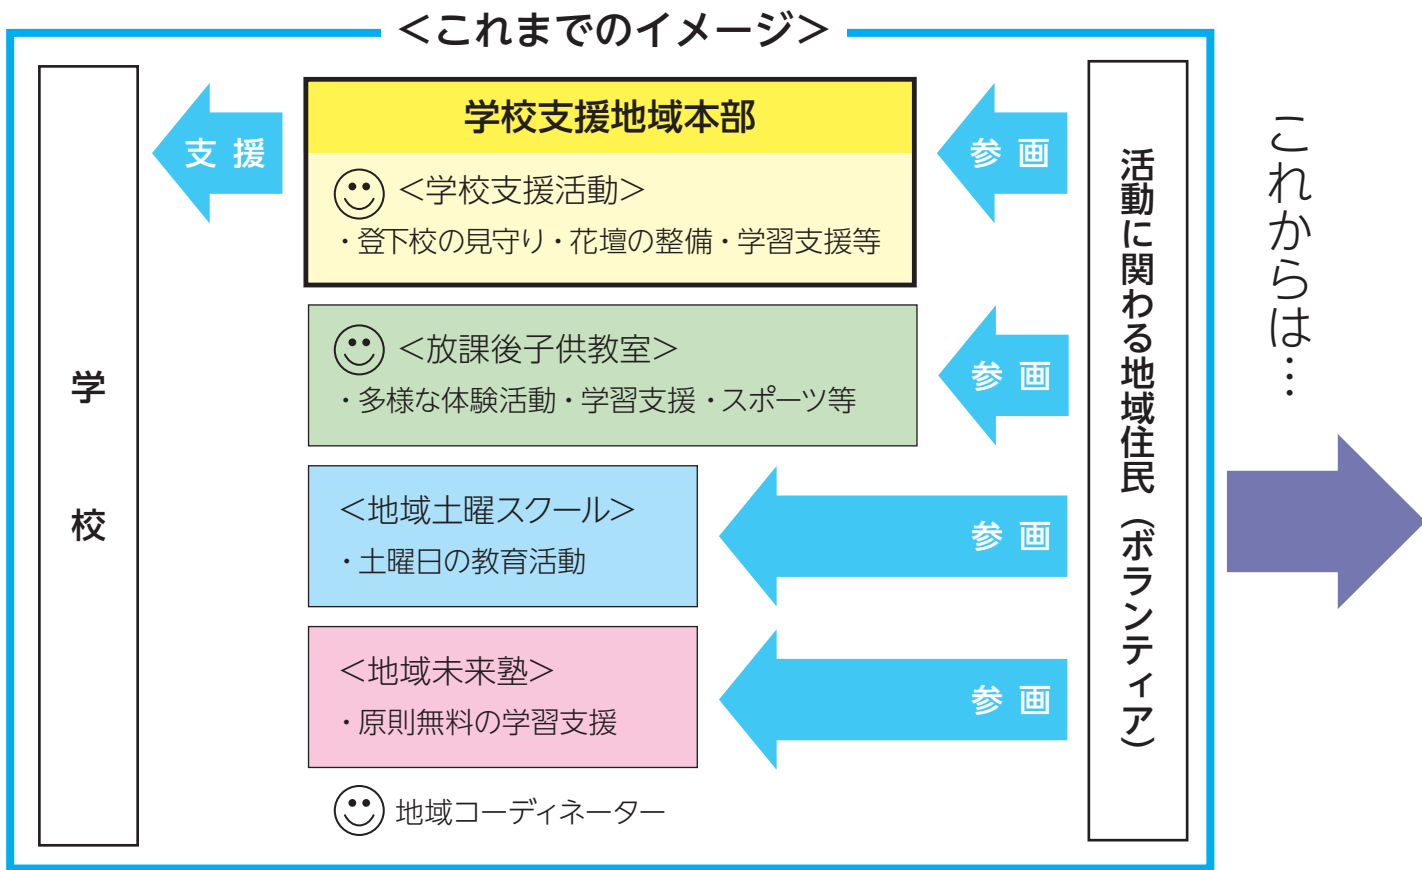 ＜これまでのイメージ＞
学校
支援
学校支援地域本部
＜学校支援活動＞
・登下校の見守り・花壇の整備・学習支援等
参画
＜放課後子供教室＞
・多様な体験活動・学習支援・スポーツ等
参画
＜地域土曜スクール＞
・土曜日の教育活動
参画
＜地域未来塾＞
・原則無料の学習支援
参画
地域コーディネーター
活動に関わる地域住民（ボランティア）
これからは…